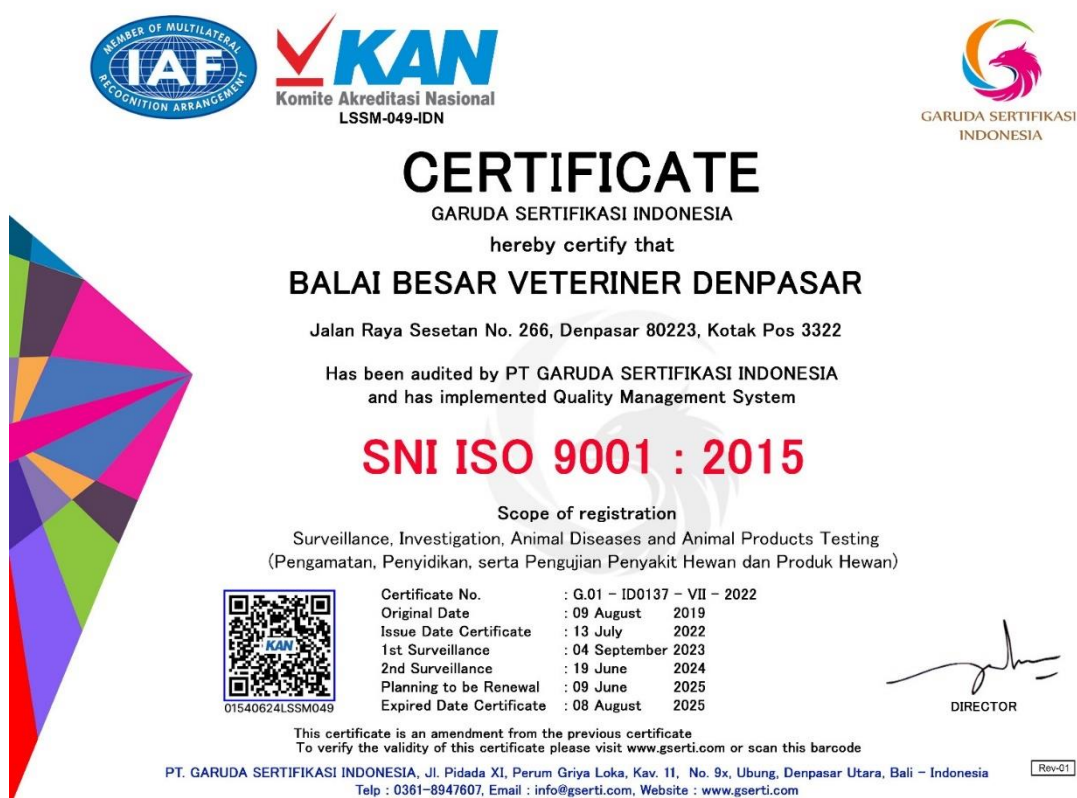 MEMBER OF MULTILATERAL
IAF
RECOGNITION ARRANGEMENT
KAN
Komite Akreditasi Nasional
LSSM-049-IDN
GARUDA SERTIFIKASI
INDONESIA
CERTIFICATE
GARUDA SERTIFIKASI INDONESIA
hereby certify that
BALAI BESAR VETERINER DENPASAR
Jalan Raya Sesetan No. 266, Denpasar 80223, Kotak Pos 3322
Has been audited by PT GARUDA SERTIFIKASI INDONESIA
and has implemented Quality Management System
SNI ISO 9001 : 2015
Scope of registration
Surveillance, Investigation, Animal Diseases and Animal Products Testing
(Pengamatan, Penyidikan, serta Pengujian Penyakit Hewan dan Produk Hewan)
Certificate No. : G.01 - ID0137 - VII - 2022
Original Date : 09 August 2019
Issue Date Certificate : 13 July 2022
1st Surveillance : 04 September 2023
2nd Surveillance : 19 June 2024
Planning to be Renewal : 09 June 2025
Expired Date Certificate : 08 August 2025
KAN
01540624LSSM049
DIRECTOR
This certificate is an amendment from the previous certificate
To verify the validity of this certificate please visit www.gserti.com or scan this barcode
PT. GARUDA SERTIFIKASI INDONESIA, Jl. Pidada XI, Perum Griya Loka, Kav. 11, No. 9x, Ubung, Denpasar Utara, Bali - Indonesia
Telp : 0361-8947607, Email : info@gserti.com, Website : www.gserti.com
Rev-01